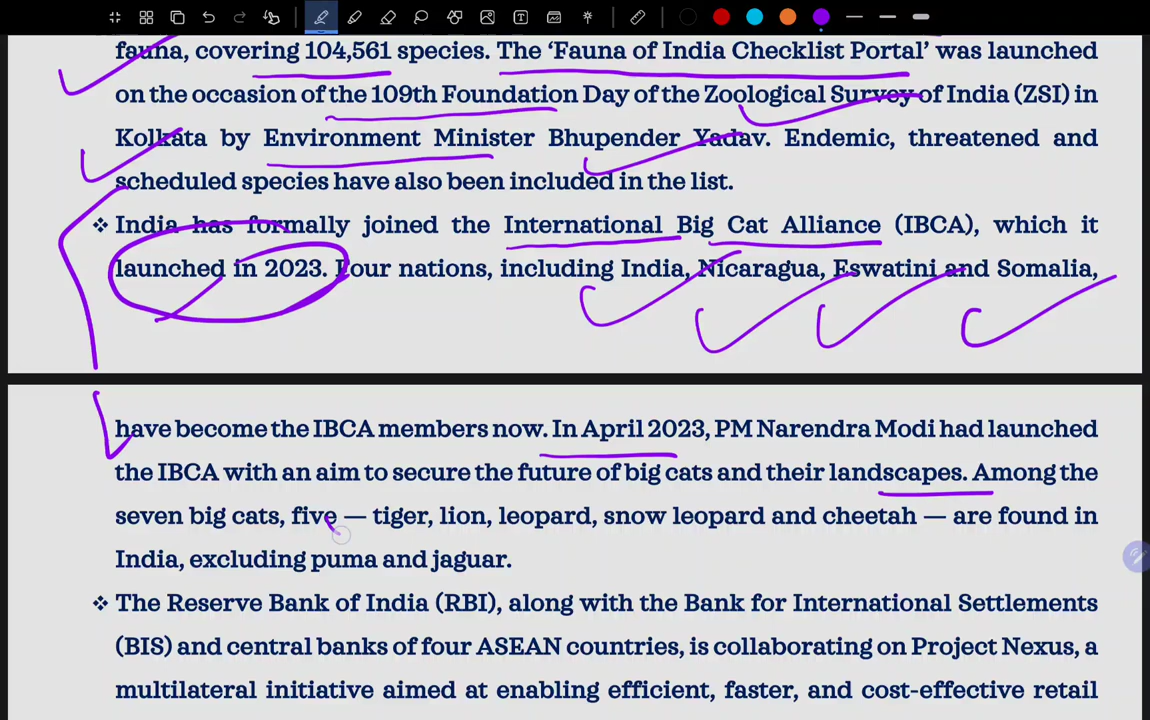 fauna, covering 104,561 species. The ‘Fauna of India Checklist Portal’ was launched
on the occasion of the 109th Foundation Day of the Zoological Survey of India (ZSI) in
Kolkata by Environment Minister Bhupender Yadav. Endemic, threatened and
scheduled species have also been included in the list.
❖ India has formally joined the International Big Cat Alliance (IBCA), which it
launched in 2023. Four nations, including India, Nicaragua, Eswatini and Somalia,
have become the IBCA members now. In April 2023, PM Narendra Modi had launched
the IBCA with an aim to secure the future of big cats and their landscapes. Among the
seven big cats, five — tiger, lion, leopard, snow leopard and cheetah — are found in
India, excluding puma and jaguar.
❖ The Reserve Bank of India (RBI), along with the Bank for International Settlements
(BIS) and central banks of four ASEAN countries, is collaborating on Project Nexus, a
multilateral initiative aimed at enabling efficient, faster, and cost-effective retail